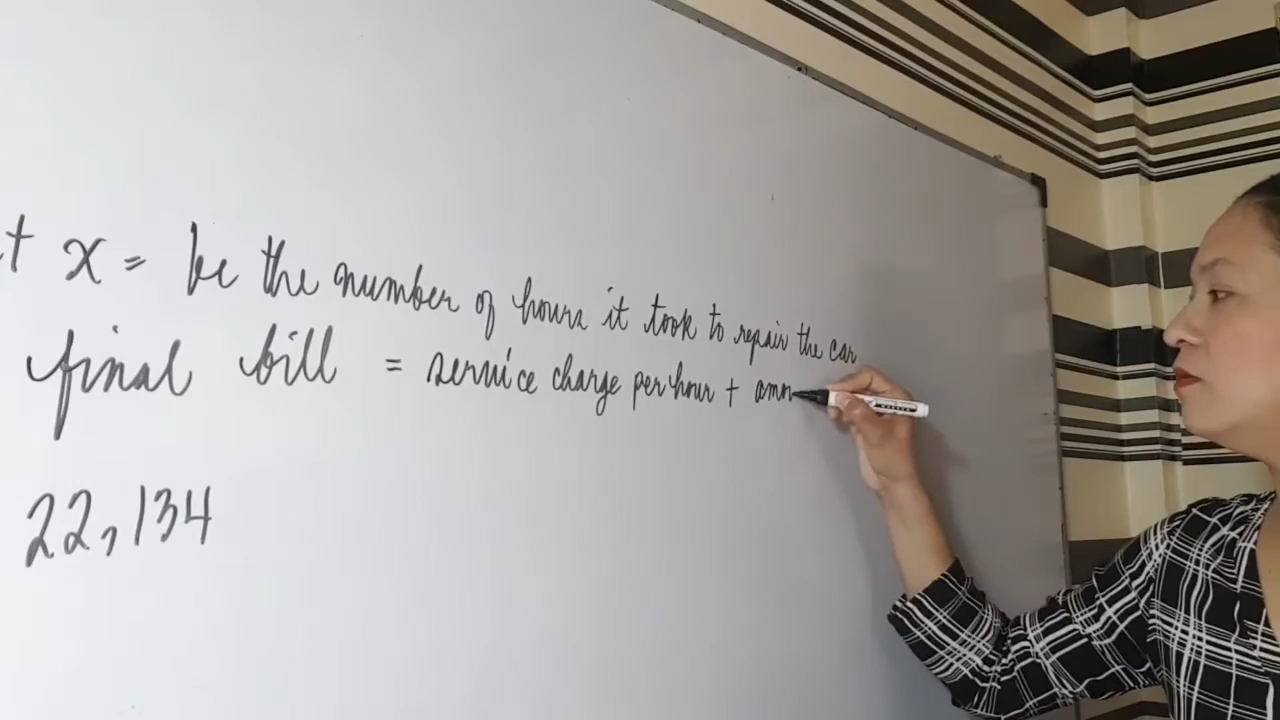 t x = be the number of hours it took to repair the car
final bill = service charge per hour + amn
22,134